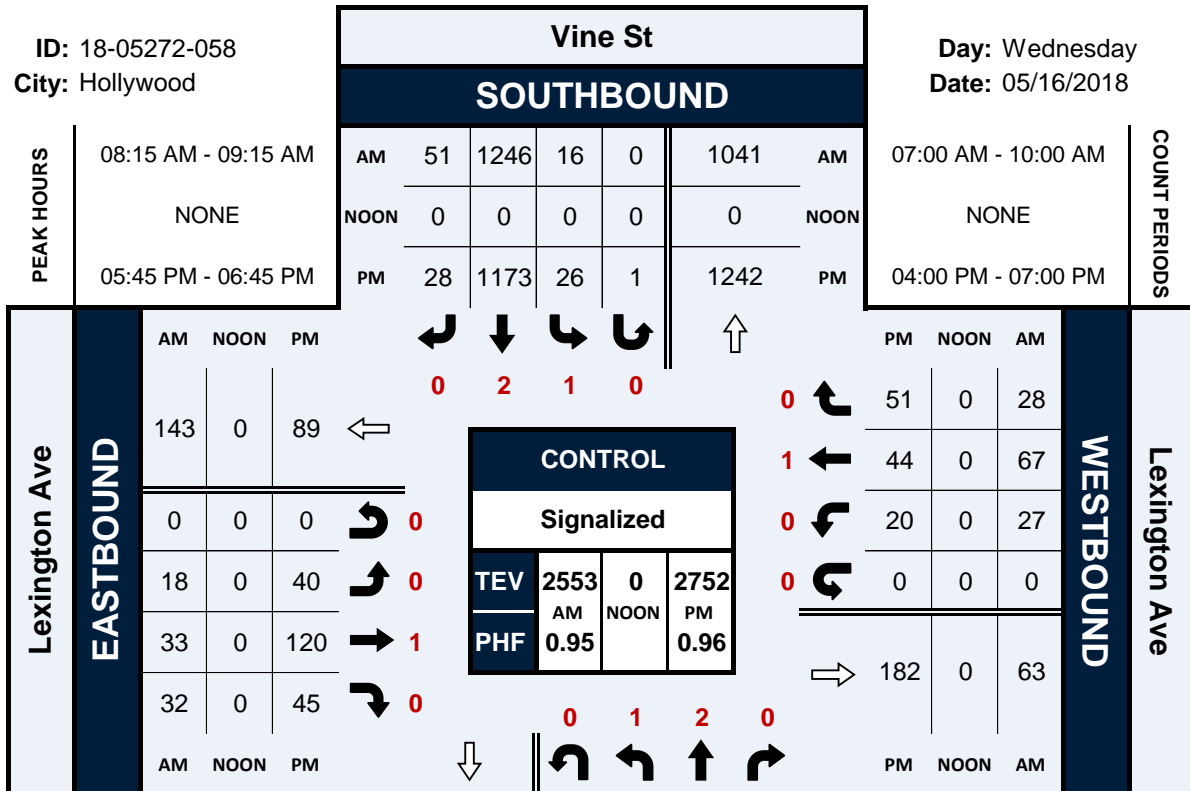 ID: 18-05272-058
City: Hollywood
Vine St
SOUTHBOUND
Day: Wednesday
Date: 05/16/2018
PEAK HOURS
08:15 AM - 09:15 AM
NONE
05:45 PM - 06:45 PM
AM 51 1246 16 0 1041 AM
NOON 0 0 0 0 0 NOON
PM 28 1173 26 1 1242 PM
07:00 AM - 10:00 AM
NONE
04:00 PM - 07:00 PM
COUNT PERIODS
Lexington Ave
EASTBOUND
AM NOON PM
143 0 89
0 0 0 0
18 0 40 0
33 0 120 1
32 0 45 0
AM NOON PM
0 2 1 0
CONTROL
Signalized
TEV 2553 0 2752
AM NOON PM
PHF 0.95 0.96
0 1 2 0
PM NOON AM
0 51 0 28
1 44 0 67
0 20 0 27
0 0 0 0
182 0 63
PM NOON AM
WESTBOUND
Lexington Ave